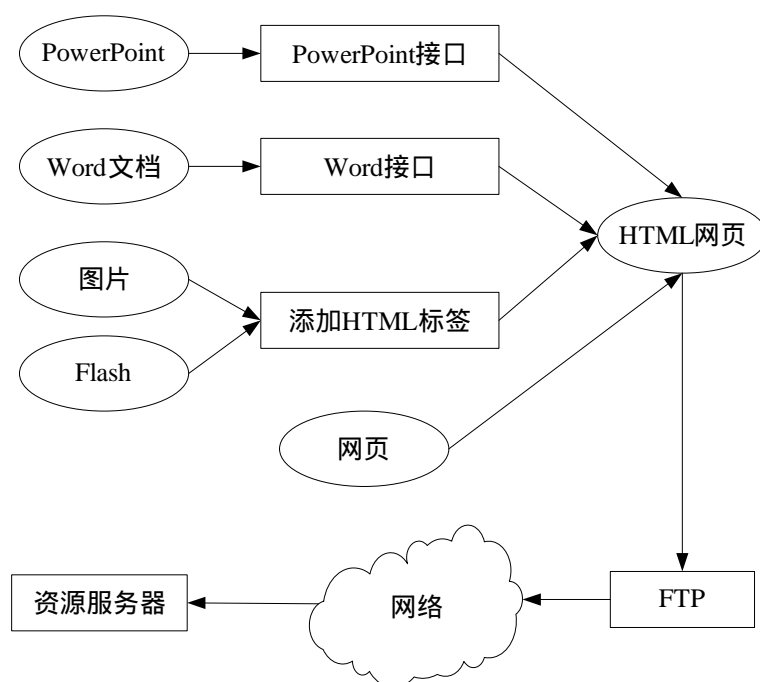 PowerPoint
PowerPoint接口
Word文档
Word接口
HTML网页
图片
添加HTML标签
Flash
网页
资源服务器
网络
FTP